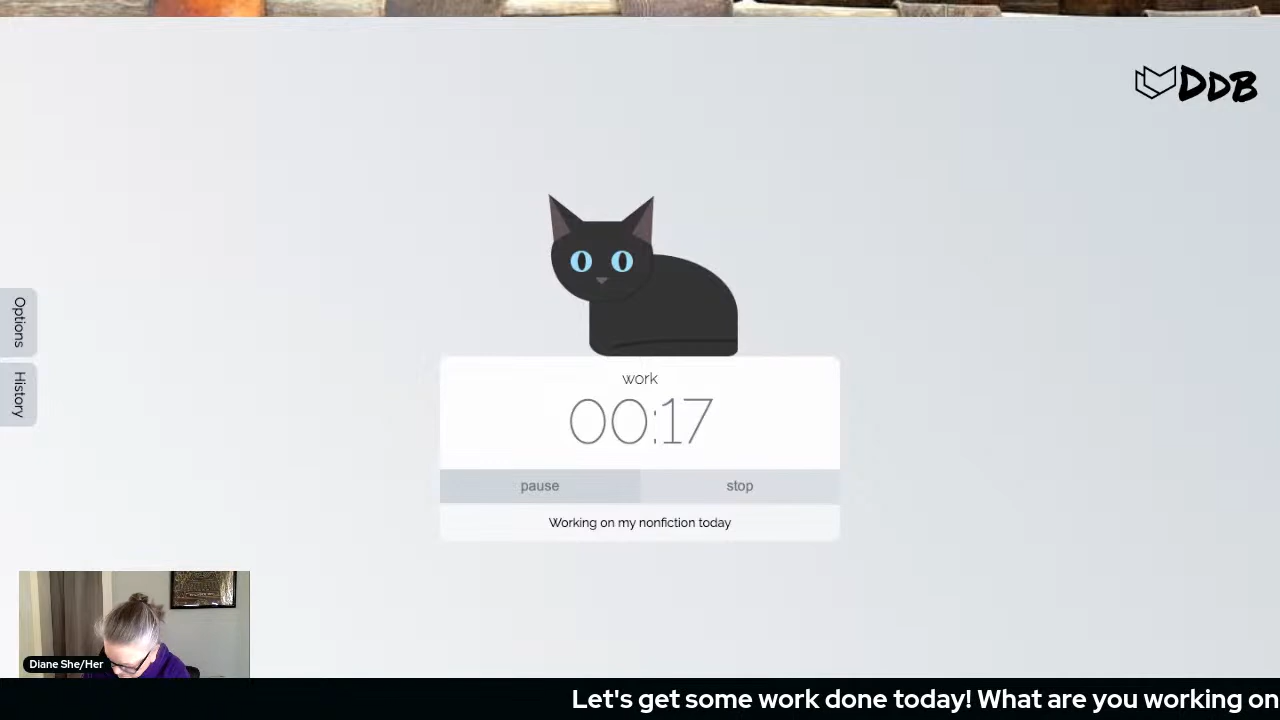 DDB
Options
History
work
00:17
pause
stop
Working on my nonfiction today
Diane She/Her
Let's get some work done today! What are you working on